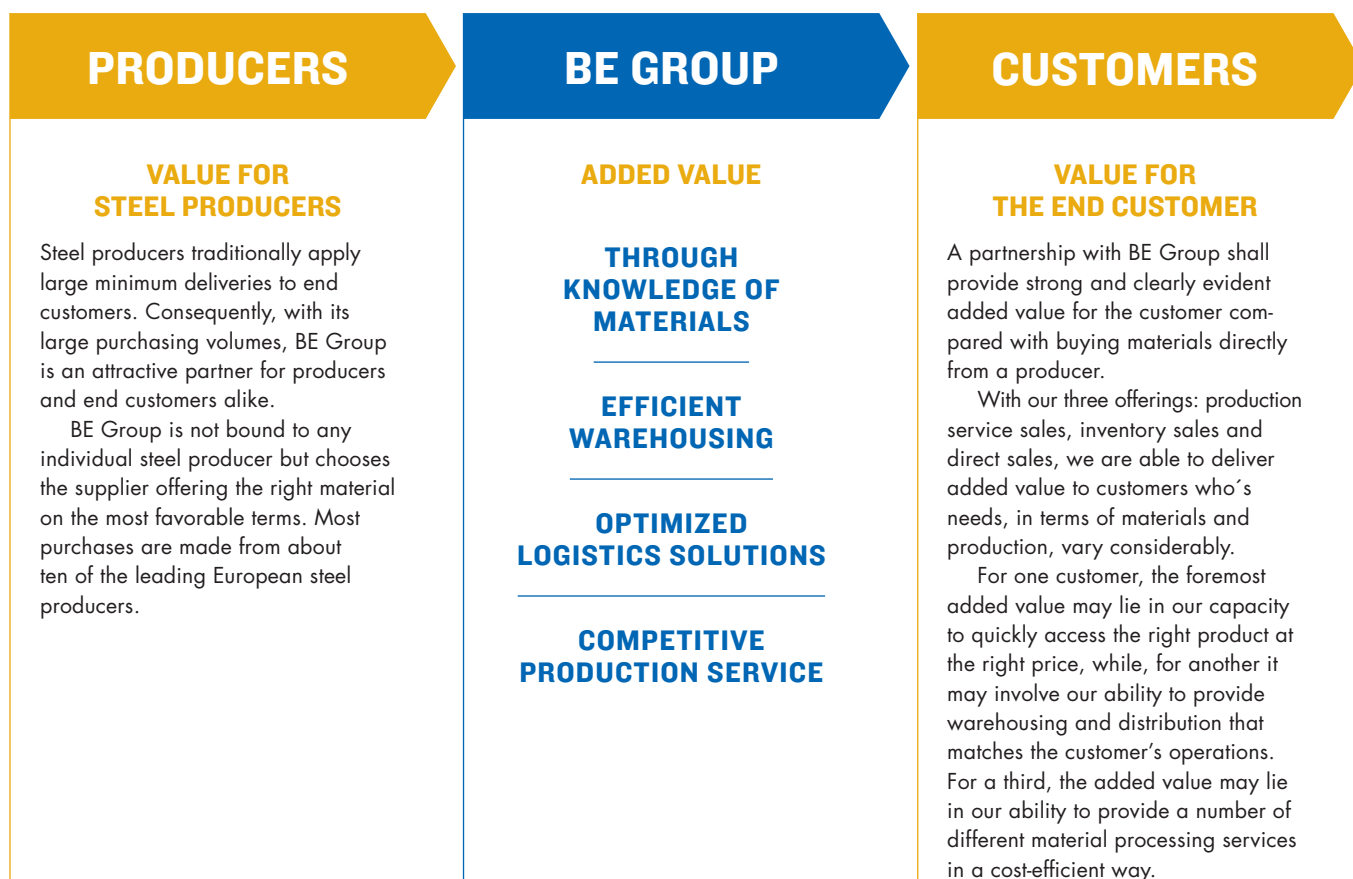 PRODUCERS
VALUE FOR
STEEL PRODUCERS
Steel producers traditionally apply
large minimum deliveries to end
customers. Consequently, with its
large purchasing volumes, BE Group
is an attractive partner for producers
and end customers alike.
BE Group is not bound to any
individual steel producer but chooses
the supplier offering the right material
on the most favorable terms. Most
purchases are made from about
ten of the leading European steel
producers.
BE GROUP
ADDED VALUE
THROUGH
KNOWLEDGE OF
MATERIALS
EFFICIENT
WAREHOUSING
OPTIMIZED
LOGISTICS SOLUTIONS
COMPETITIVE
PRODUCTION SERVICE
CUSTOMERS
VALUE FOR
THE END CUSTOMER
A partnership with BE Group shall
provide strong and clearly evident
added value for the customer com-
pared with buying materials directly
from a producer.
With our three offerings: production
service sales, inventory sales and
direct sales, we are able to deliver
added value to customers who´s
needs, in terms of materials and
production, vary considerably.
For one customer, the foremost
added value may lie in our capacity
to quickly access the right product at
the right price, while, for another it
may involve our ability to provide
warehousing and distribution that
matches the customer’s operations.
For a third, the added value may lie
in our ability to provide a number of
different material processing services
in a cost-efficient way.